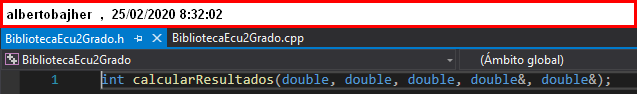 albertobajher , 25/02/2020 8:32:02
BibliotecaEcu2Grado.h BibliotecaEcu2Grado.cpp
BibliotecaEcu2Grado (Ámbito global)
1 int calcularResultados(double, double, double, double&, double&);